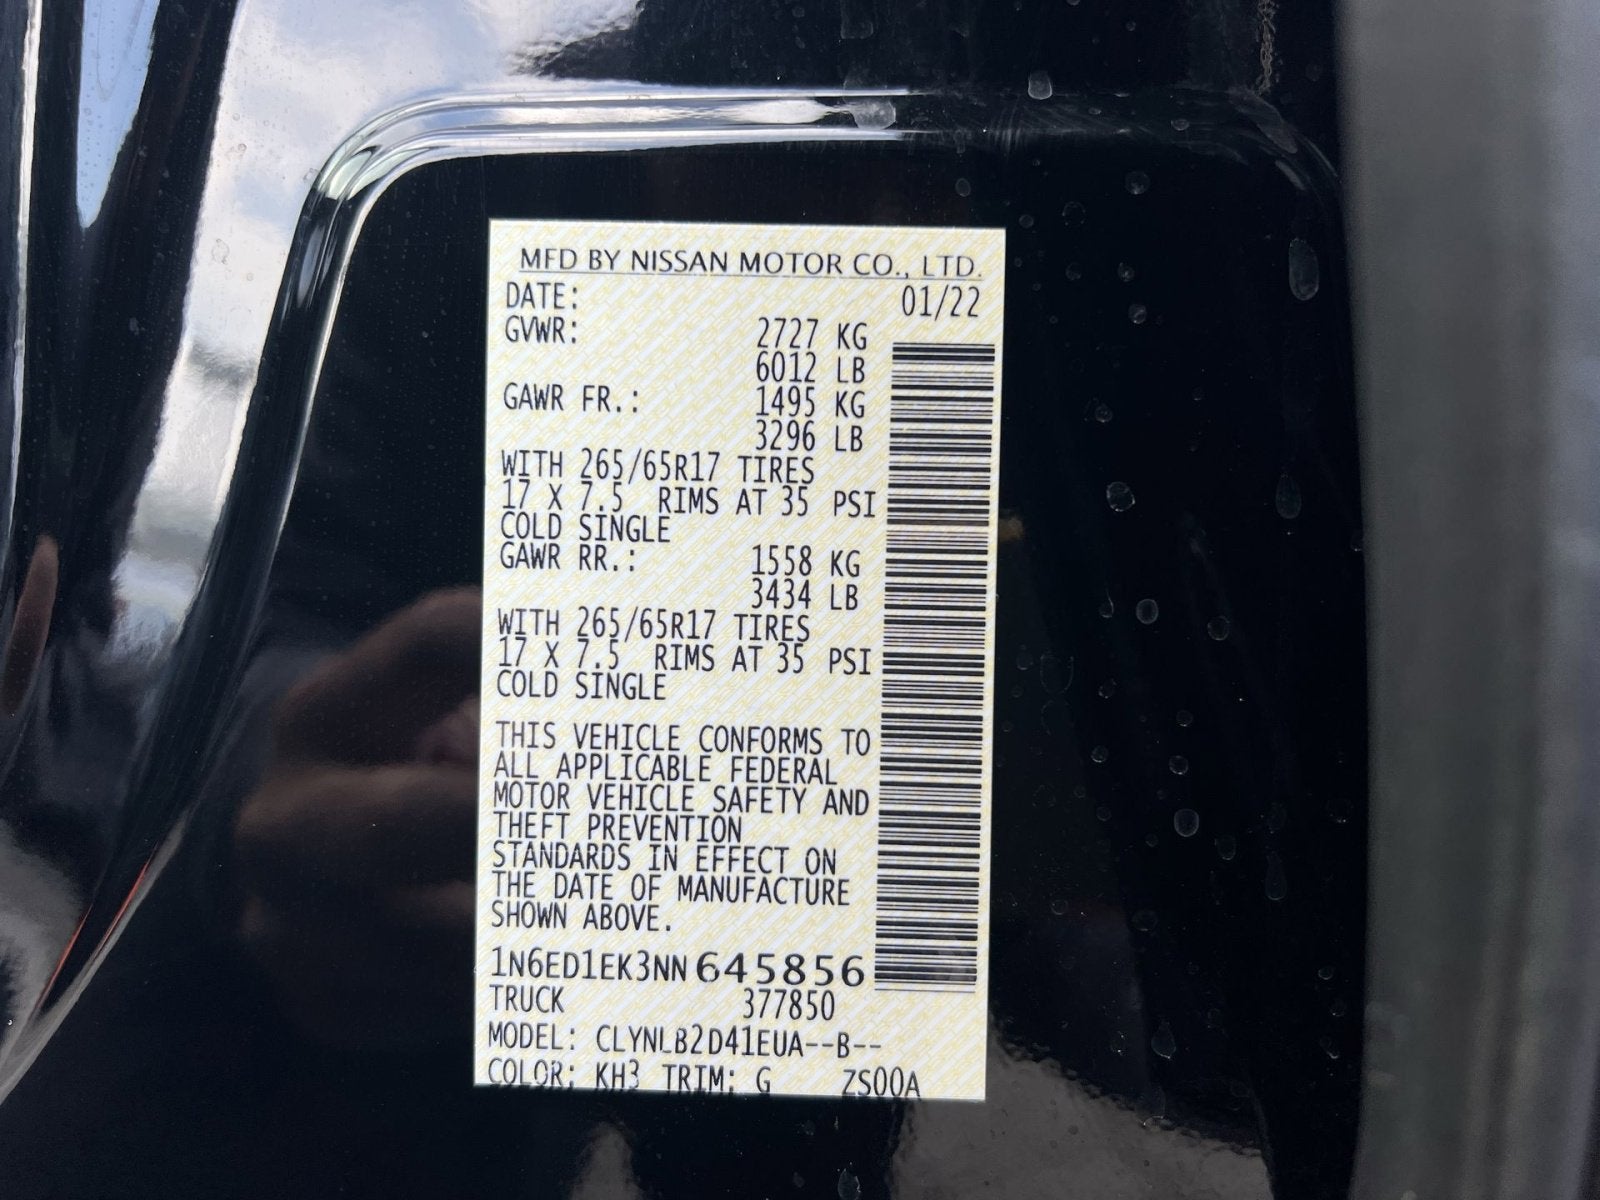 MFD BY NISSAN MOTOR CO., LTD.
DATE: 01/22
GVWR: 2727 KG
6012 LB
GAWR FR.: 1495 KG
3296 LB
WITH 265/65R17 TIRES
17 X 7.5 RIMS AT 35 PSI
COLD SINGLE
GAWR RR.: 1558 KG
3434 LB
WITH 265/65R17 TIRES
17 X 7.5 RIMS AT 35 PSI
COLD SINGLE
THIS VEHICLE CONFORMS TO
ALL APPLICABLE FEDERAL
MOTOR VEHICLE SAFETY AND
THEFT PREVENTION
STANDARDS IN EFFECT ON
THE DATE OF MANUFACTURE
SHOWN ABOVE.
1N6ED1EK3NN645856
TRUCK 377850
MODEL: CLYNLB2D41EUA--B--
COLOR: KH3 TRIM: G ZS00A